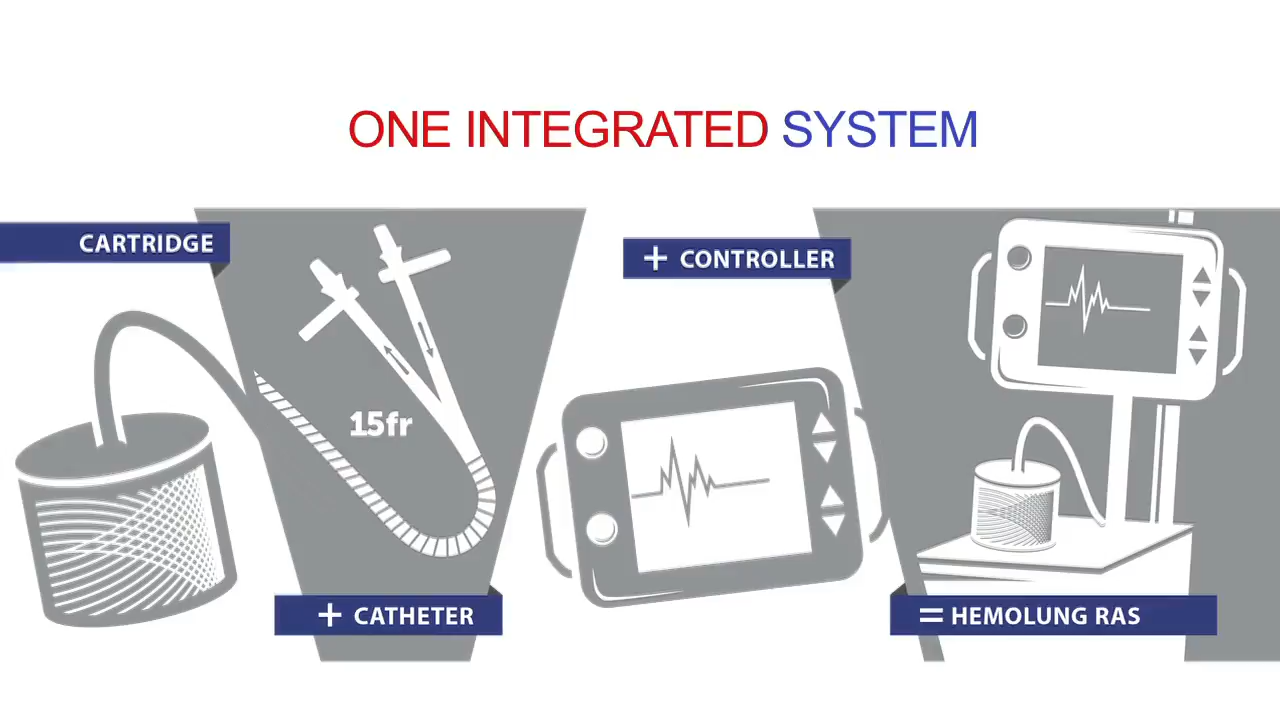 ONE INTEGRATED SYSTEM
CARTRIDGE
15fr
+ CATHETER
+ CONTROLLER
= HEMOLUNG RAS